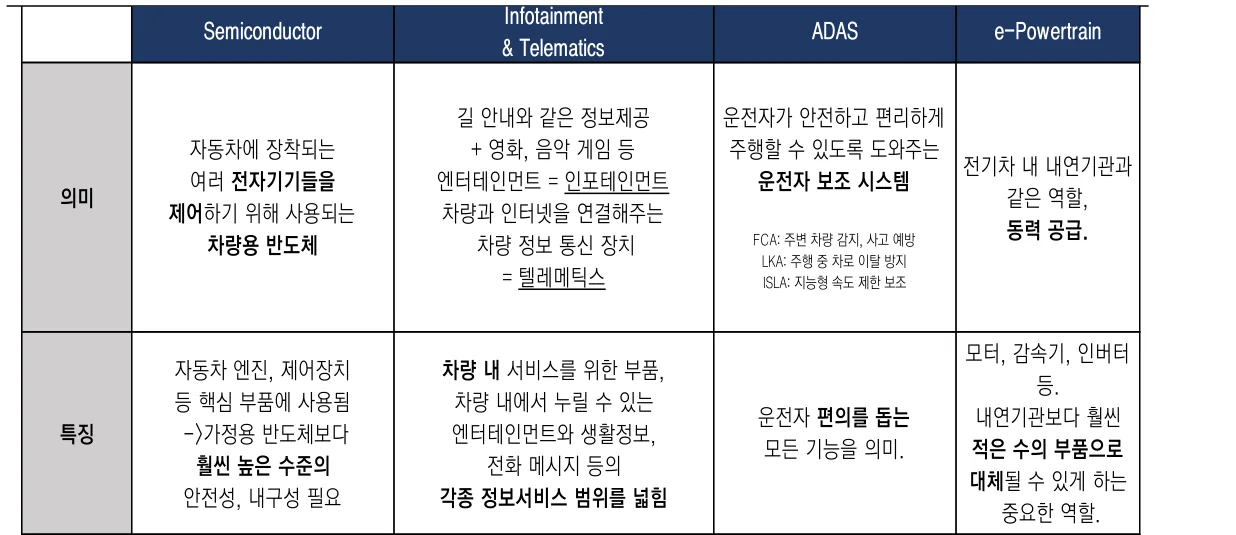 Semiconductor
Infotainment
& Telematics
ADAS
e-Powertrain
의미
자동차에 장착되는
여러 전자기기들을
제어하기 위해 사용되는
차량용 반도체
길 안내와 같은 정보제공
+ 영화, 음악 게임 등
엔터테인먼트 = 인포테인먼트
차량과 인터넷을 연결해주는
차량 정보 통신 장치
= 텔레메틱스
운전자가 안전하고 편리하게
주행할 수 있도록 도와주는
운전자 보조 시스템
FCA: 주변 차량 감지, 사고 예방
LKA: 주행 중 차로 이탈 방지
ISLA: 지능형 속도 제한 보조
전기차 내 내연기관과
같은 역할,
동력 공급.
특징
자동차 엔진, 제어장치
등 핵심 부품에 사용됨
->가정용 반도체보다
훨씬 높은 수준의
안전성, 내구성 필요
차량 내 서비스를 위한 부품,
차량 내에서 누릴 수 있는
엔터테인먼트와 생활정보,
전화 메시지 등의
각종 정보서비스 범위를 넓힘
운전자 편의를 돕는
모든 기능을 의미.
모터, 감속기, 인버터
등.
내연기관보다 훨씬
적은 수의 부품으로
대체될 수 있게 하는
중요한 역할.